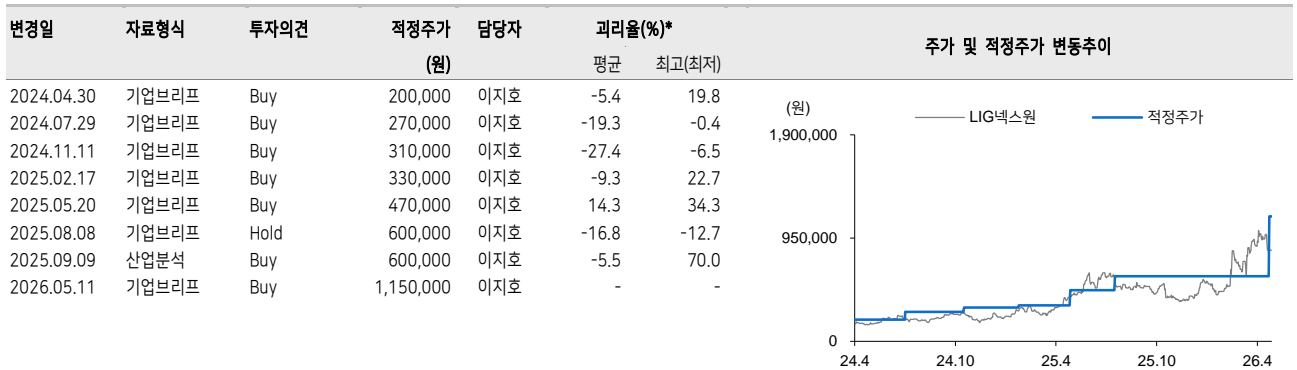 변경일 자료형식 투자의견 적정주가 담당자 괴리율(%)* 주가 및 적정주가 변동추이
(원) 평균 최고(최저)
2024.04.30 기업브리프 Buy 200,000 이지호 -5.4 19.8
2024.07.29 기업브리프 Buy 270,000 이지호 -19.3 -0.4
2024.11.11 기업브리프 Buy 310,000 이지호 -27.4 -6.5
2025.02.17 기업브리프 Buy 330,000 이지호 -9.3 22.7
2025.05.20 기업브리프 Buy 470,000 이지호 14.3 34.3
2025.08.08 기업브리프 Hold 600,000 이지호 -16.8 -12.7
2025.09.09 산업분석 Buy 600,000 이지호 -5.5 70.0
2026.05.11 기업브리프 Buy 1,150,000 이지호 - -
(원) LIG넥스원 적정주가
1,900,000
950,000
0
24.4 24.10 25.4 25.10 26.4